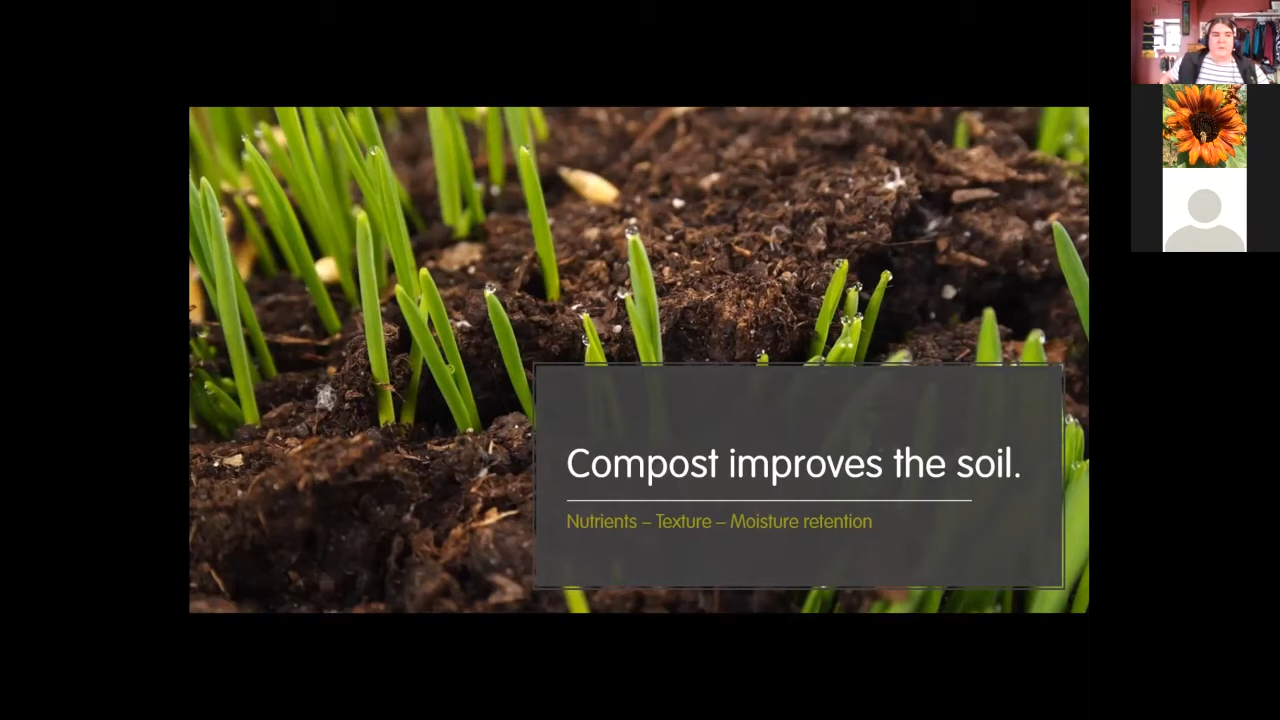 Compost improves the soil.
Nutrients – Texture – Moisture retention